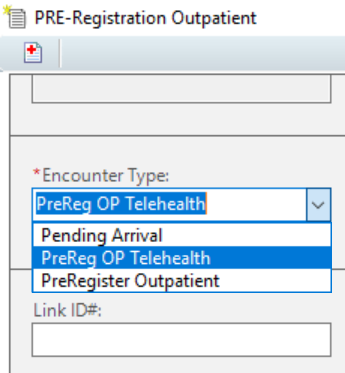 PRE-Registration Outpatient
*Encounter Type:
PreReg OP Telehealth
Pending Arrival
PreReg OP Telehealth
PreRegister Outpatient
Link ID#: